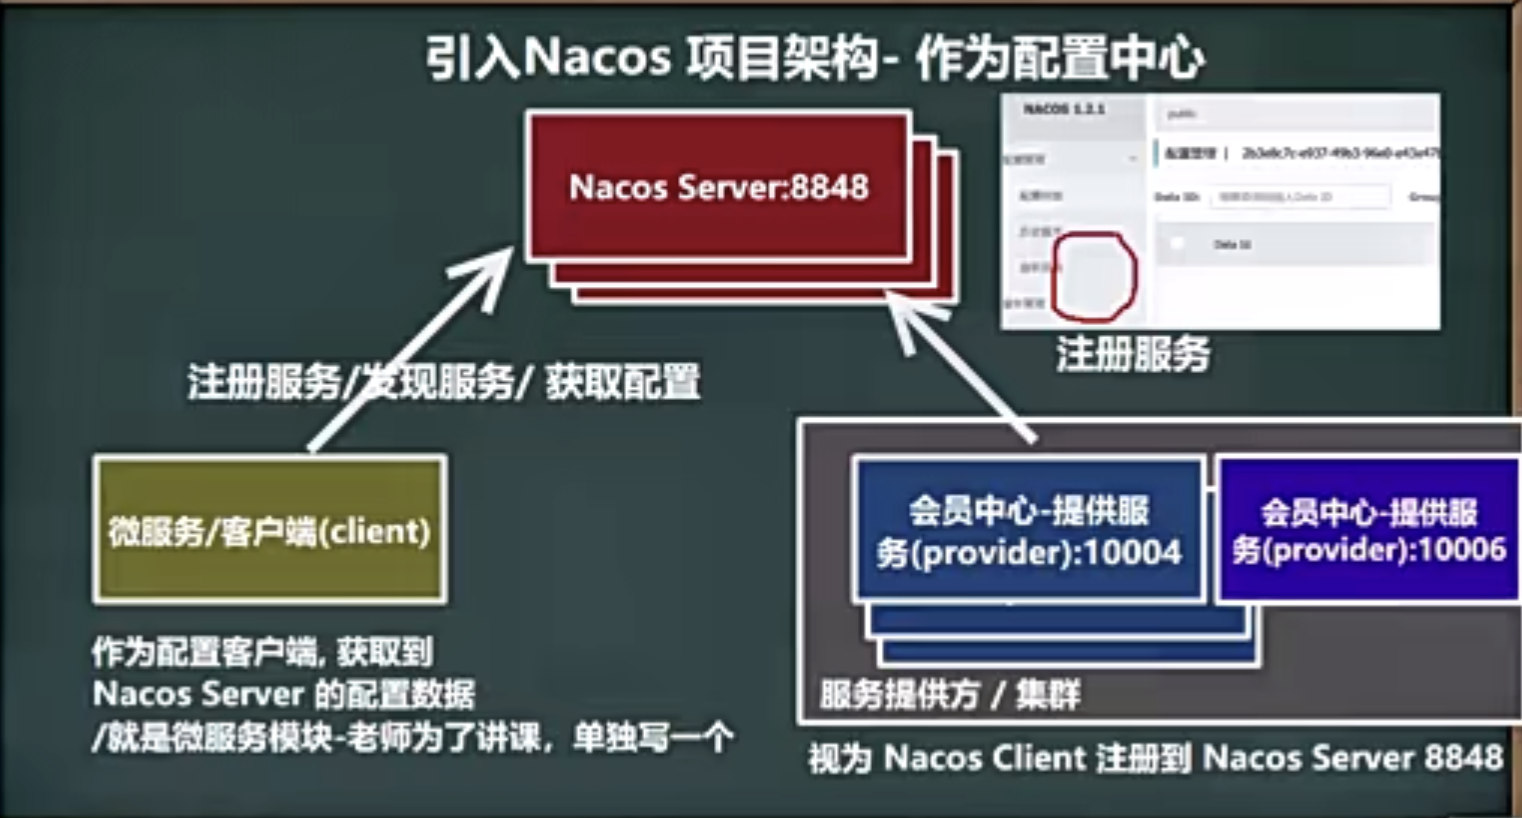 引入Nacos 项目架构- 作为配置中心
Nacos Server:8848
NACOS 1.2.1
public
配置管理
Data ID:
Data Id
注册服务
注册服务/发现服务/ 获取配置
微服务/客户端(client)
作为配置客户端, 获取到
Nacos Server 的配置数据
/就是微服务模块-老师为了讲课，单独写一个
会员中心-提供服
务(provider):10004
会员中心-提供服
务(provider):10006
服务提供方 / 集群
视为 Nacos Client 注册到 Nacos Server 8848